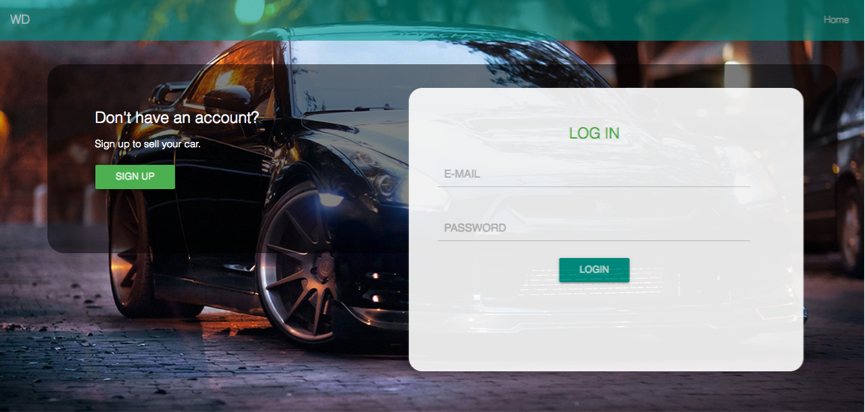 WD
Home
Don't have an account?
Sign up to sell your car.
SIGN UP
LOG IN
E-MAIL
PASSWORD
LOGIN